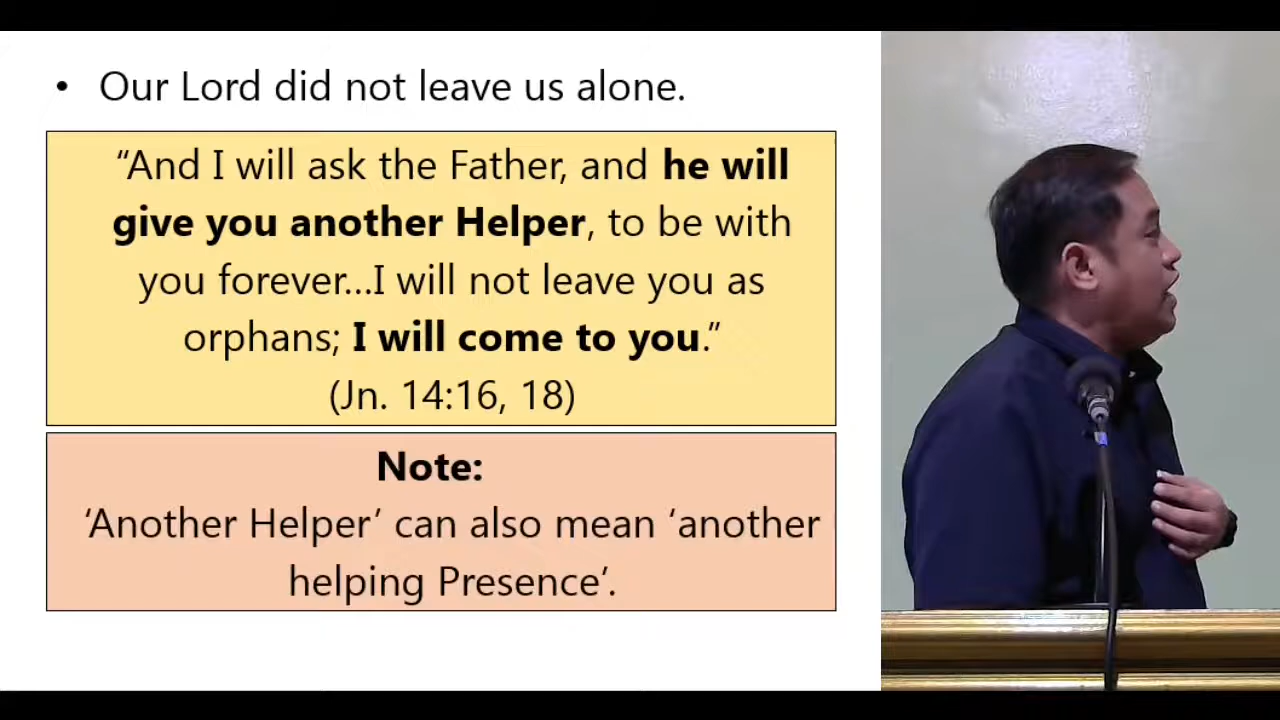 • Our Lord did not leave us alone.
“And I will ask the Father, and he will
give you another Helper, to be with
you forever...I will not leave you as
orphans; I will come to you.”
(Jn. 14:16, 18)
Note:
‘Another Helper’ can also mean ‘another
helping Presence’.